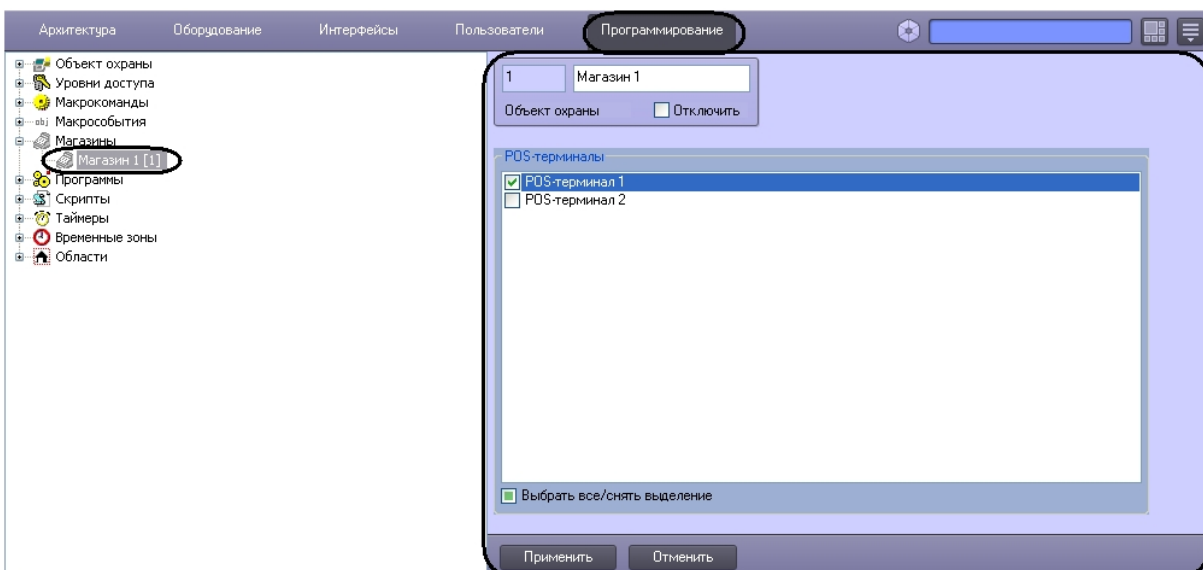 Архитектура Оборудование Интерфейсы Пользователи Программирование
Объект охраны
Уровни доступа
Макрокоманды
obj Макрособытия
Магазины
Магазин 1 [1]
Программы
Скрипты
Таймеры
Временные зоны
Области
1 Магазин 1
Объект охраны Отключить
POS-терминалы
POS-терминал 1
POS-терминал 2
Выбрать все/снять выделение
Применить Отменить